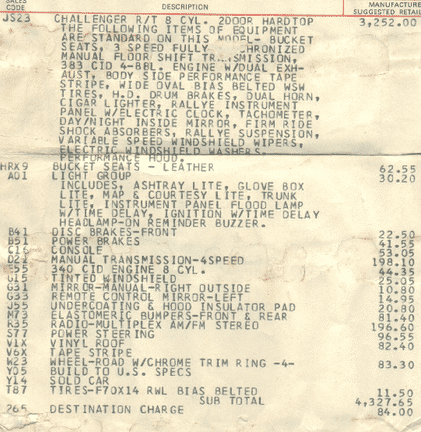 SALES CODE DESCRIPTION MANUFACTURE SUGGESTED RETAIL
JS23 CHALLENGER R/T 8 CYL. 2DOOR HARDTOP 3,252.00
THE FOLLOWING ITEMS OF EQUIPMENT
ARE STANDARD ON THIS MODEL- BUCKET
SEATS, 3 SPEED FULLY CHRONIZED
MANUAL FLOOR SHIFT TRANSMISSION,
383 CID 4-BBL. ENGINE W/DUAL EXH-
AUST, BODY SIDE PERFORMANCE TAPE
STRIPE, WIDE OVAL BIAS BELTED WSW
TIRES, H.D. DRUM BRAKES, DUAL HORN,
CIGAR LIGHTER, RALLYE INSTRUMENT
PANEL W/ELECTRIC CLOCK, TACHOMETER,
DAY/NIGHT INSIDE MIRROR, FIRM RIDE
SHOCK ABSORBERS, RALLYE SUSPENSION,
VARIABLE SPEED WINDSHIELD WIPERS,
ELECTRIC WINDSHIELD WASHERS,
PERFORMANCE HOOD.
HRX9 BUCKET SEATS - LEATHER 62.55
A01 LIGHT GROUP 30.20
INCLUDES, ASHTRAY LITE, GLOVE BOX
LITE, MAP & COURTESY LITE, TRUNK
LITE, INSTRUMENT PANEL FLOOD LAMP
W/TIME DELAY, IGNITION W/TIME DELAY
HEADLAMP-ON REMINDER BUZZER.
B41 DISC BRAKES-FRONT 22.50
B51 POWER BRAKES 41.55
C16 CONSOLE 53.05
D21 MANUAL TRANSMISSION-4SPEED 198.10
E55 340 CID ENGINE 8 CYL. 44.35
G15 TINTED WINDSHIELD 25.05
G31 MIRROR-MANUAL-RIGHT OUTSIDE 10.80
G33 REMOTE CONTROL MIRROR-LEFT 14.95
J55 UNDERCOATING & HOOD INSULATOR PAD 20.80
M73 ELASTOMERIC BUMPERS-FRONT & REAR 81.40
R35 RADIO-MULTIPLEX AM/FM STEREO 196.60
S77 POWER STEERING 96.55
V1X VINYL ROOF 82.40
V6X TAPE STRIPE
W23 WHEEL-ROAD W/CHROME TRIM RING -4- 83.30
Y05 BUILD TO U.S. SPECS
Y14 SOLD CAR
T87 TIRES-F70X14 RWL BIAS BELTED 11.50
SUB TOTAL 4,327.65
265 DESTINATION CHARGE 84.00